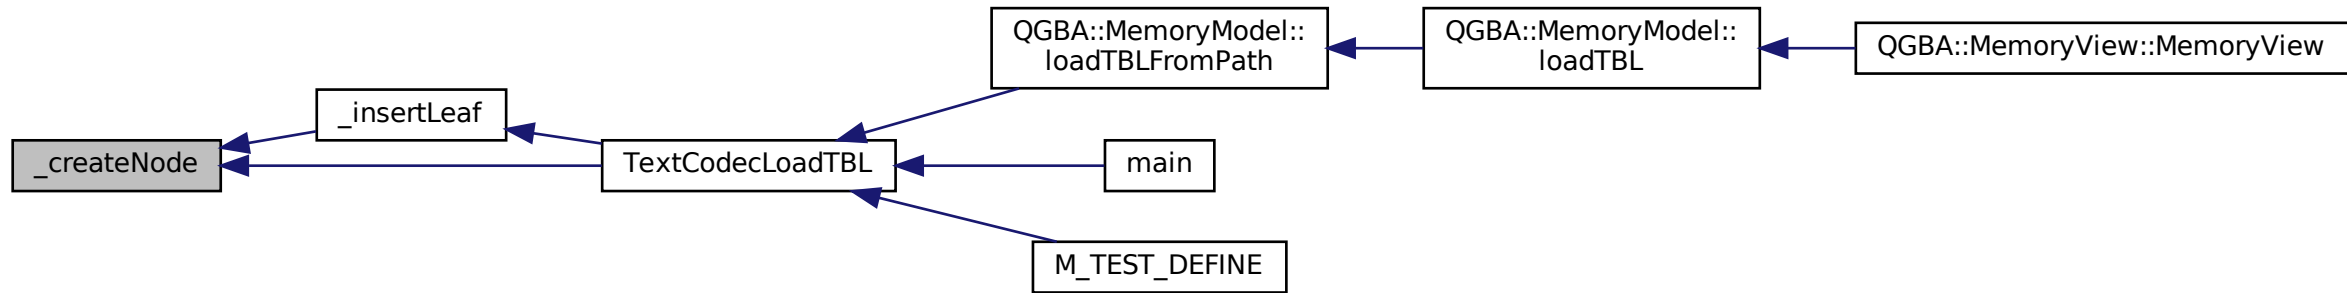 _createNode
_insertLeaf
TextCodecLoadTBL
QGBA::MemoryModel::
loadTBLFromPath
QGBA::MemoryModel::
loadTBL
QGBA::MemoryView::MemoryView
main
M_TEST_DEFINE